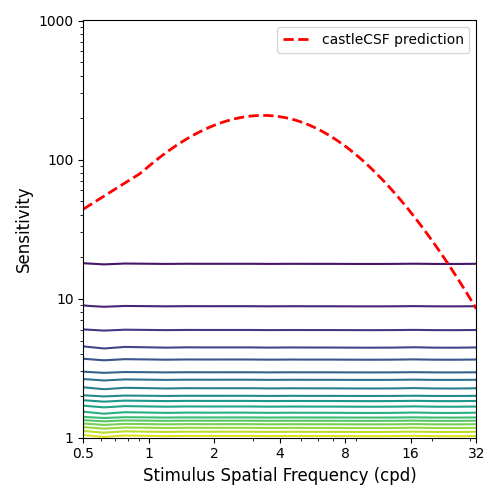 1000
castleCSF prediction
100
Sensitivity
10
1
0.5 1 2 4 8 16 32
Stimulus Spatial Frequency (cpd)